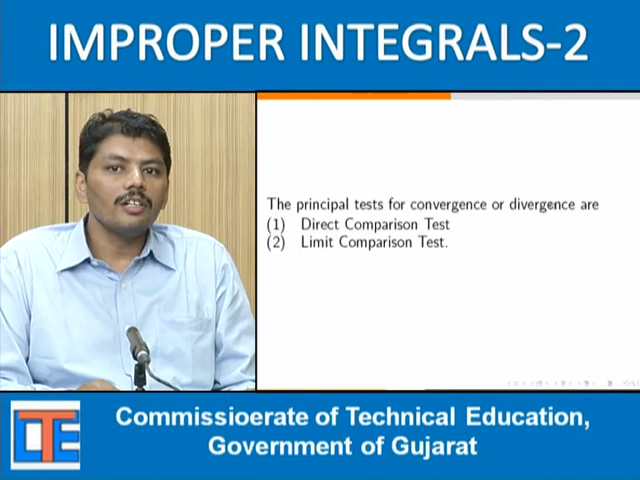 IMPROPER INTEGRALS-2
The principal tests for convergence or divergence are
(1) Direct Comparison Test
(2) Limit Comparison Test.
CTE
Commissioerate of Technical Education,
Government of Gujarat